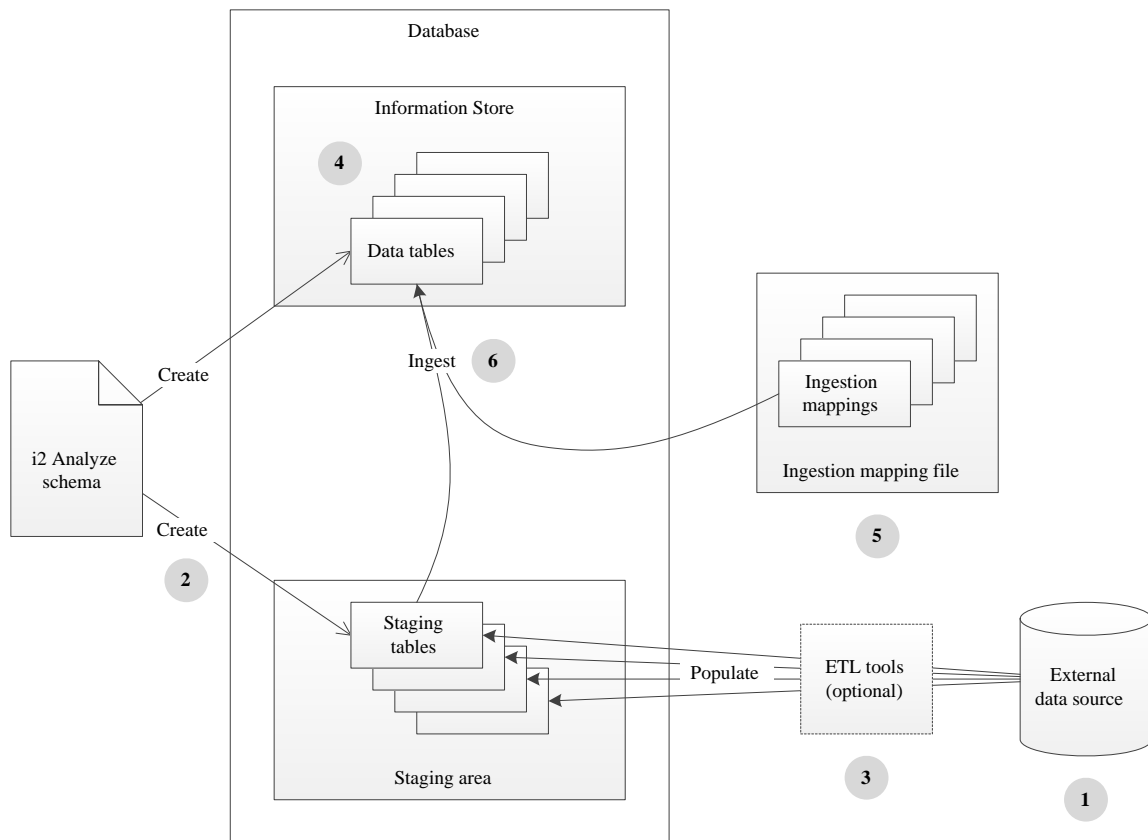 Database
Information Store
4
Data tables
Ingest
6
Ingestion
mappings
Ingestion mapping file
5
Create
i2 Analyze
schema
Create
2
Staging
tables
Staging area
Populate
ETL tools
(optional)
3
External
data source
1